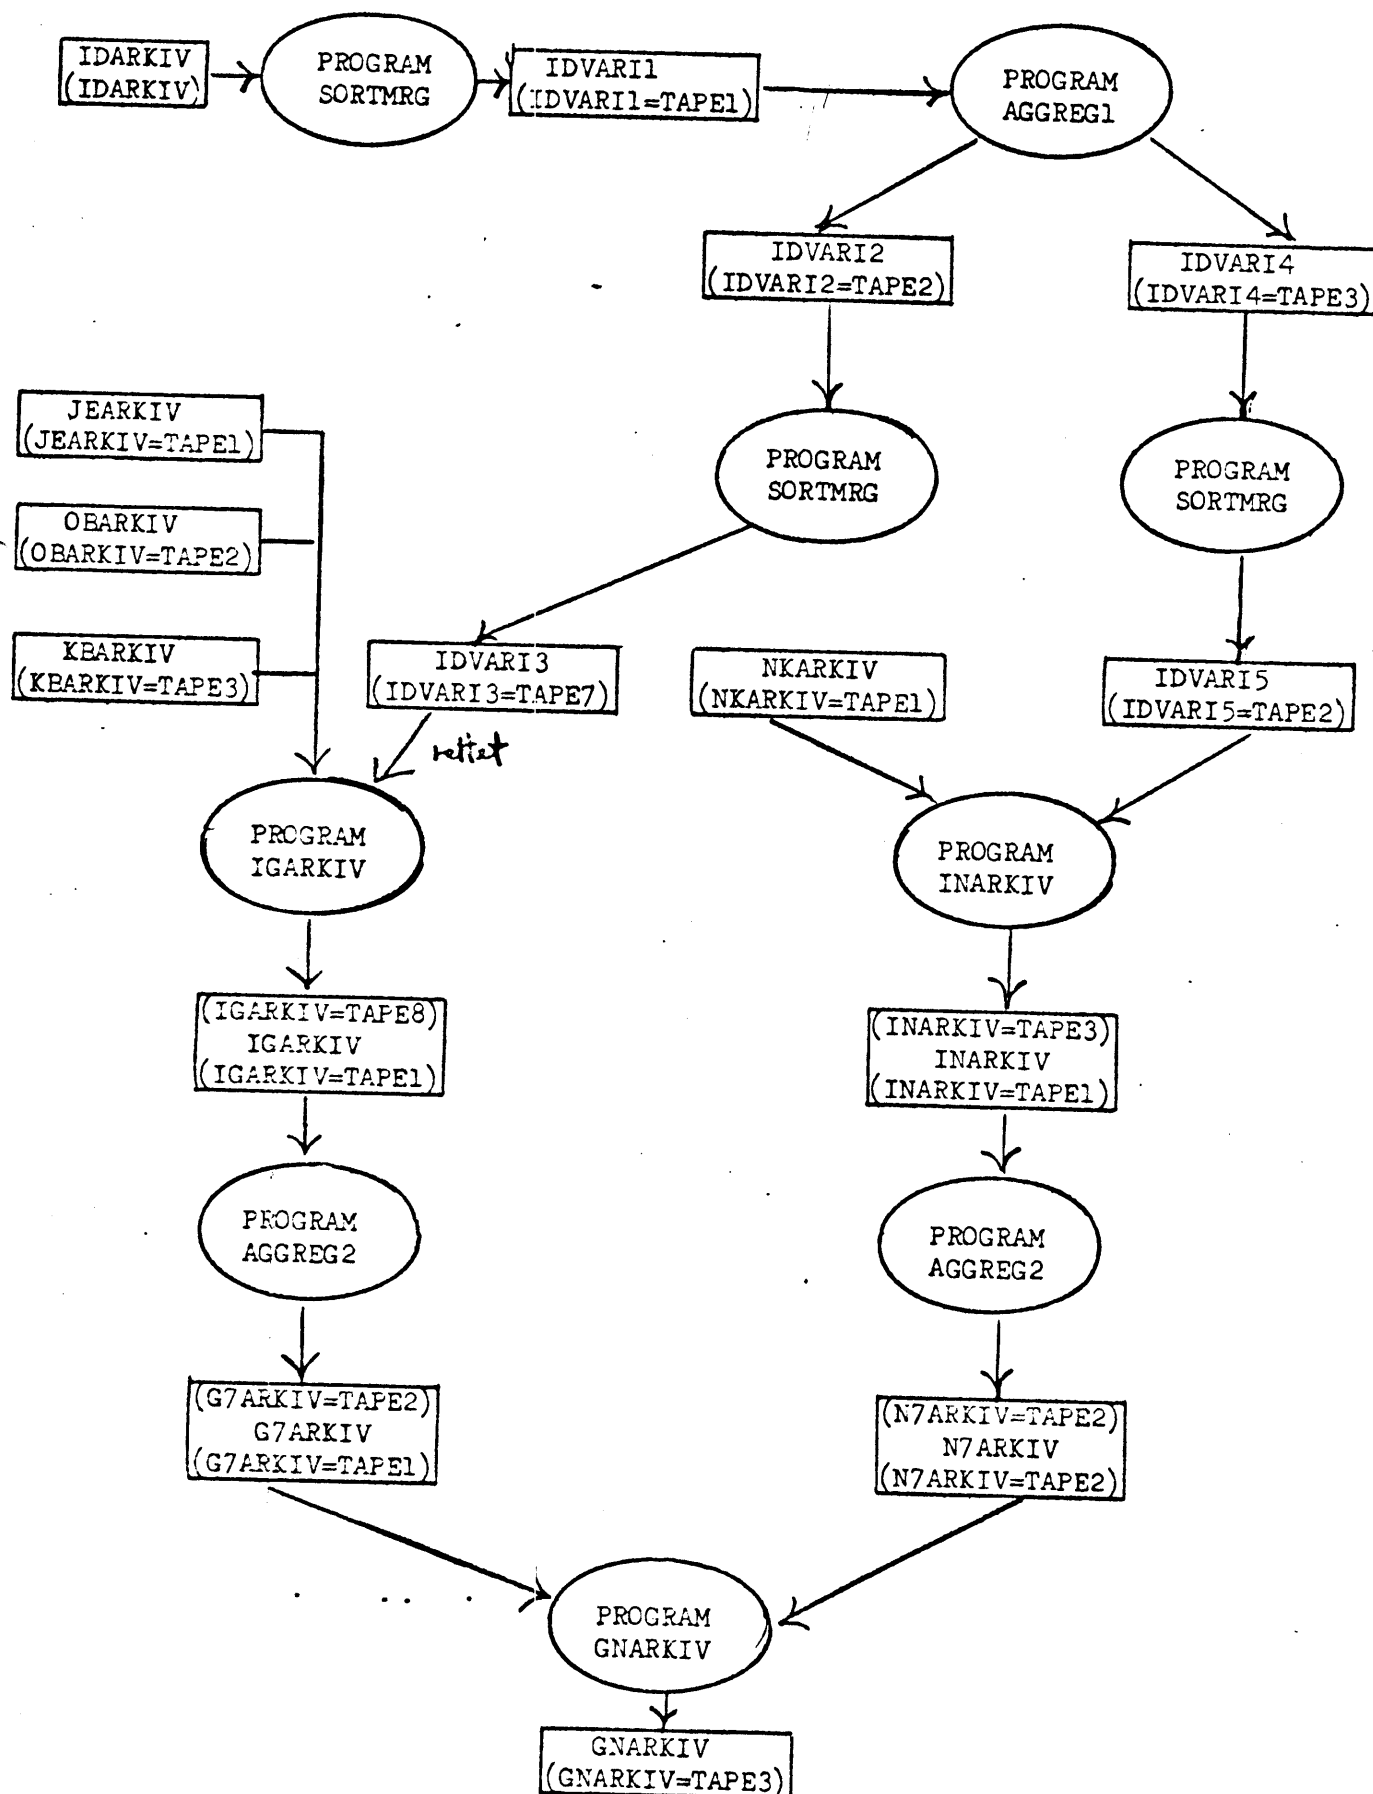 IDARKIV
(IDARKIV)
PROGRAM
SORTMRG
IDVARI1
(IDVARI1=TAPE1)
PROGRAM
AGGREG1
IDVARI2
(IDVARI2=TAPE2)
IDVARI4
(IDVARI4=TAPE3)
JEARKIV
(JEARKIV=TAPE1)
OBARKIV
(OBARKIV=TAPE2)
KBARKIV
(KBARKIV=TAPE3)
PROGRAM
SORTMRG
PROGRAM
SORTMRG
IDVARI3
(IDVARI3=TAPE7)
rettet
NKARKIV
(NKARKIV=TAPE1)
IDVARI5
(IDVARI5=TAPE2)
PROGRAM
IGARKIV
PROGRAM
INARKIV
(IGARKIV=TAPE8)
IGARKIV
(IGARKIV=TAPE1)
(INARKIV=TAPE3)
INARKIV
(INARKIV=TAPE1)
PROGRAM
AGGREG2
PROGRAM
AGGREG2
(G7ARKIV=TAPE2)
G7ARKIV
(G7ARKIV=TAPE1)
(N7ARKIV=TAPE2)
N7ARKIV
(N7ARKIV=TAPE2)
PROGRAM
GNARKIV
GNARKIV
(GNARKIV=TAPE3)